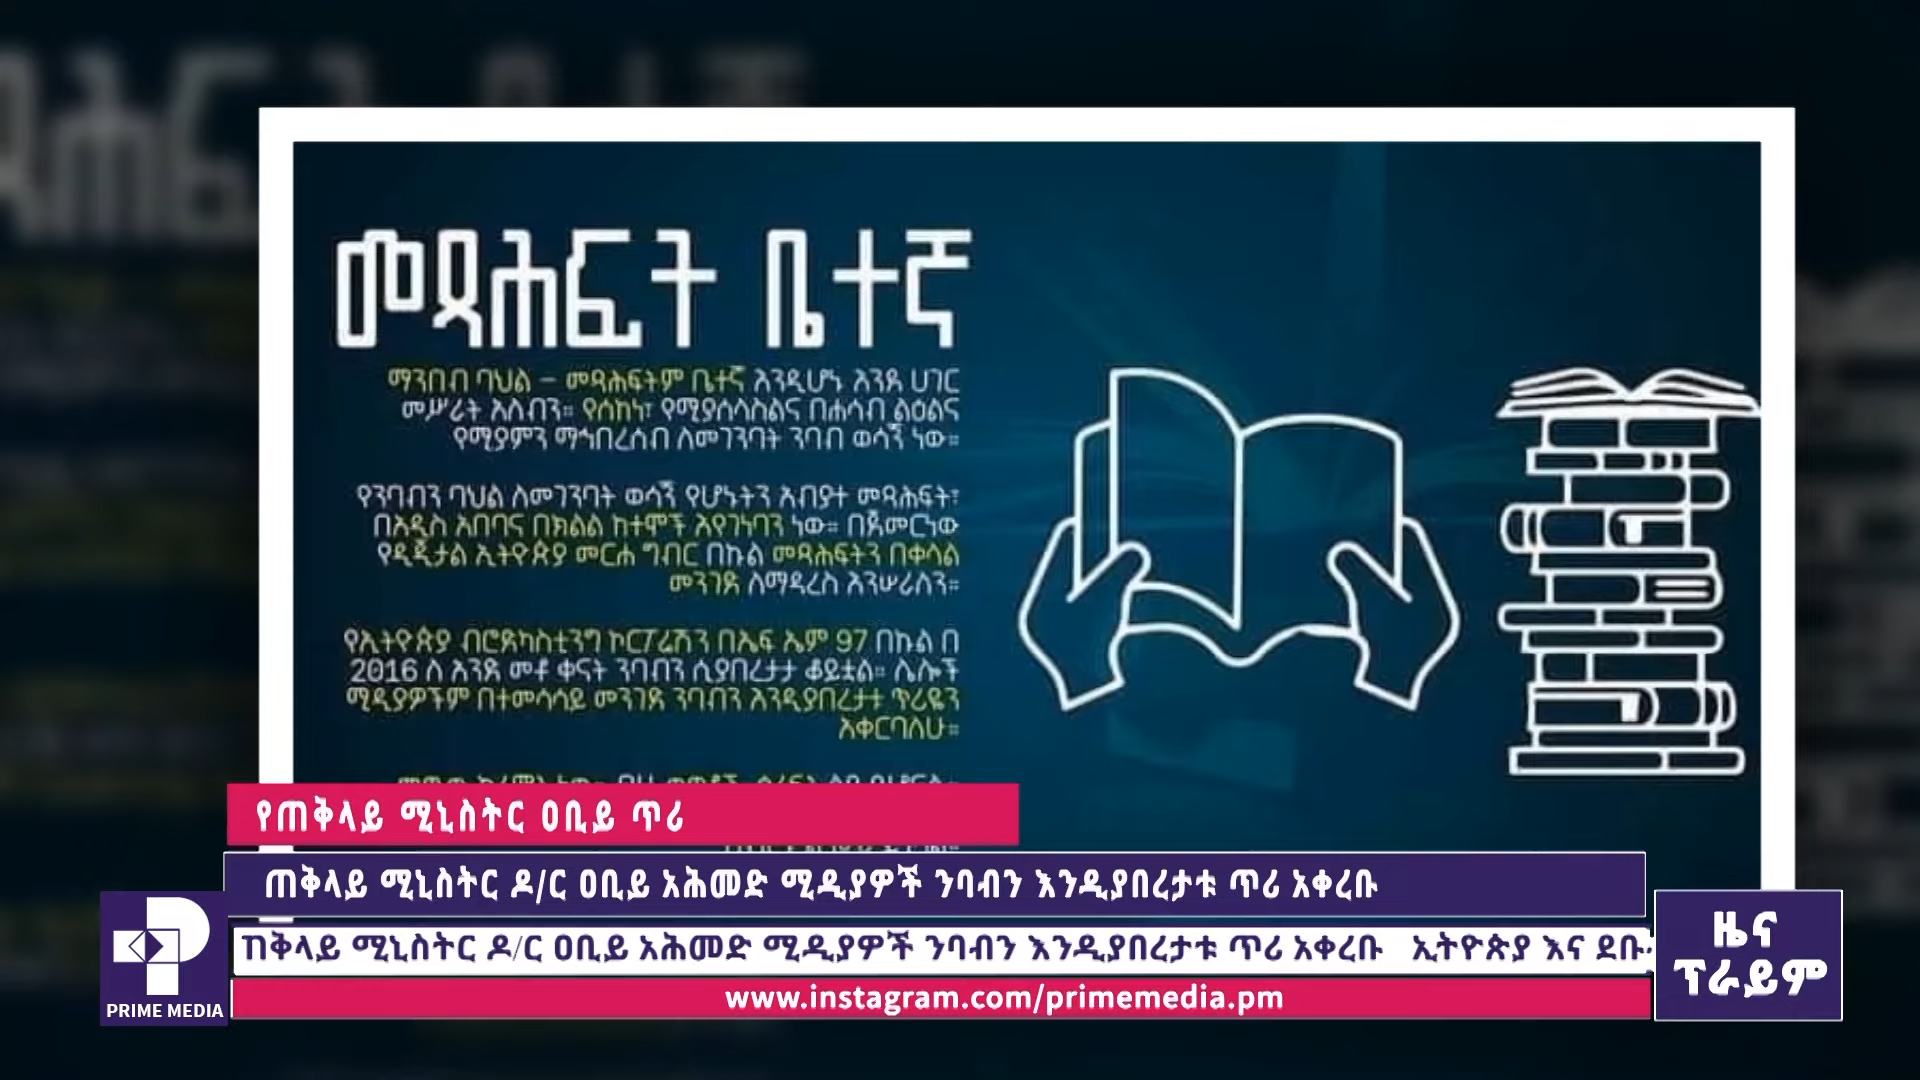 መጻሕፍት ቤተኛ
ማንበብ ባህል – መጻሕፍትም ቤተኛ እንዲሆኑ እንደ ሀገር
መሥራት አለብን። የሰከነ፣ የሚያሰላስልና በሐሳብ ልዕልና
የሚያምን ማኅበረሰብ ለመገንባት ንባብ ወሳኝ ነው።
የንባብን ባህል ለመገንባት ወሳኝ የሆኑትን አብያተ መጻሕፍት፣
በአዲስ አበባና በክልል ከተሞች እየገነባን ነው። በጀመርነው
የዲጂታል ኢትዮጵያ መርሐ ግብር በኩል መጻሕፍትን በቀላል
መንገድ ለማዳረስ እንሠራለን።
የኢትዮጵያ ብሮድካስቲንግ ኮርፖሬሽን በኤፍ ኤም 97 በኩል በ
2016 ለ አንድ መቶ ቀናት ንባብን ሲያበረታታ ቆይቷል። ሌሎች
ሚዲያዎችም በተመሳሳይ መንገድ ንባብን እንዲያበረታቱ ጥሪዬን
አቀርባለሁ።
የጠቅላይ ሚኒስትር ዐቢይ ጥሪ
ጠቅላይ ሚኒስትር ዶ/ር ዐቢይ አሕመድ ሚዲያዎች ንባብን እንዲያበረታቱ ጥሪ አቀረቡ
ጠቅላይ ሚኒስትር ዶ/ር ዐቢይ አሕመድ ሚዲያዎች ንባብን እንዲያበረታቱ ጥሪ አቀረቡ ኢትዮጵያ እና ደቡ
www.instagram.com/primemedia.pm
PRIME MEDIA
ዜና
ፕራይም